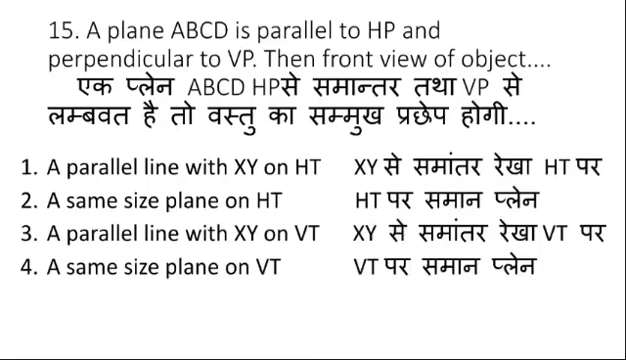 15. A plane ABCD is parallel to HP and
perpendicular to VP. Then front view of object....
एक प्लेन ABCD HPसे समान्तर तथा VP से
लम्बवत है तो वस्तु का सम्मुख प्रछेप होगी....
1. A parallel line with XY on HT XY से समांतर रेखा HT पर
2. A same size plane on HT HT पर समान प्लेन
3. A parallel line with XY on VT XY से समांतर रेखा VT पर
4. A same size plane on VT VT पर समान प्लेन